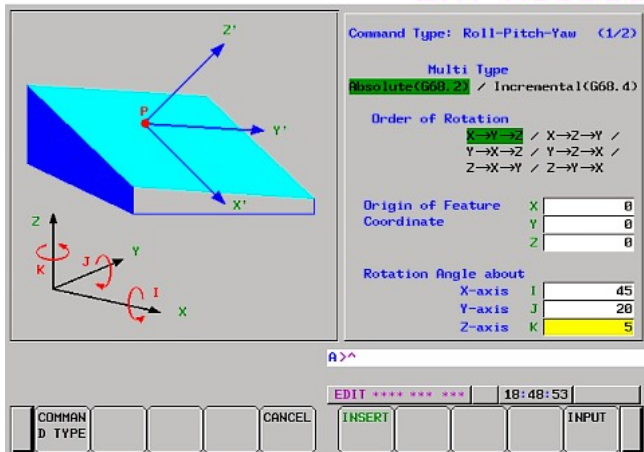 Z'
P
Y'
X'
Z
K
J
Y
I
X
Command Type: Roll-Pitch-Yaw (1/2)
Multi Type
Absolute(G68.2) / Incremental(G68.4)
Order of Rotation
X→Y→Z / X→Z→Y /
Y→X→Z / Y→Z→X /
Z→X→Y / Z→Y→X
Origin of Feature X 0
Coordinate Y 0
Z 0
Rotation Angle about
X-axis I 45
Y-axis J 20
Z-axis K 5
A>^
EDIT **** *** *** 18:48:53
COMMAN
D TYPE
CANCEL
INSERT
INPUT